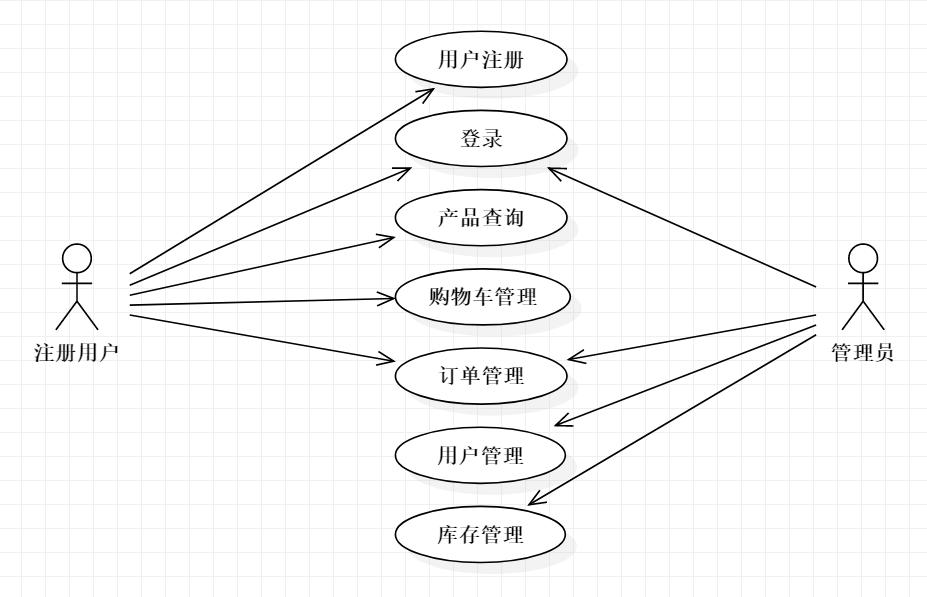 用户注册
登录
产品查询
购物车管理
注册用户
管理员
订单管理
用户管理
库存管理